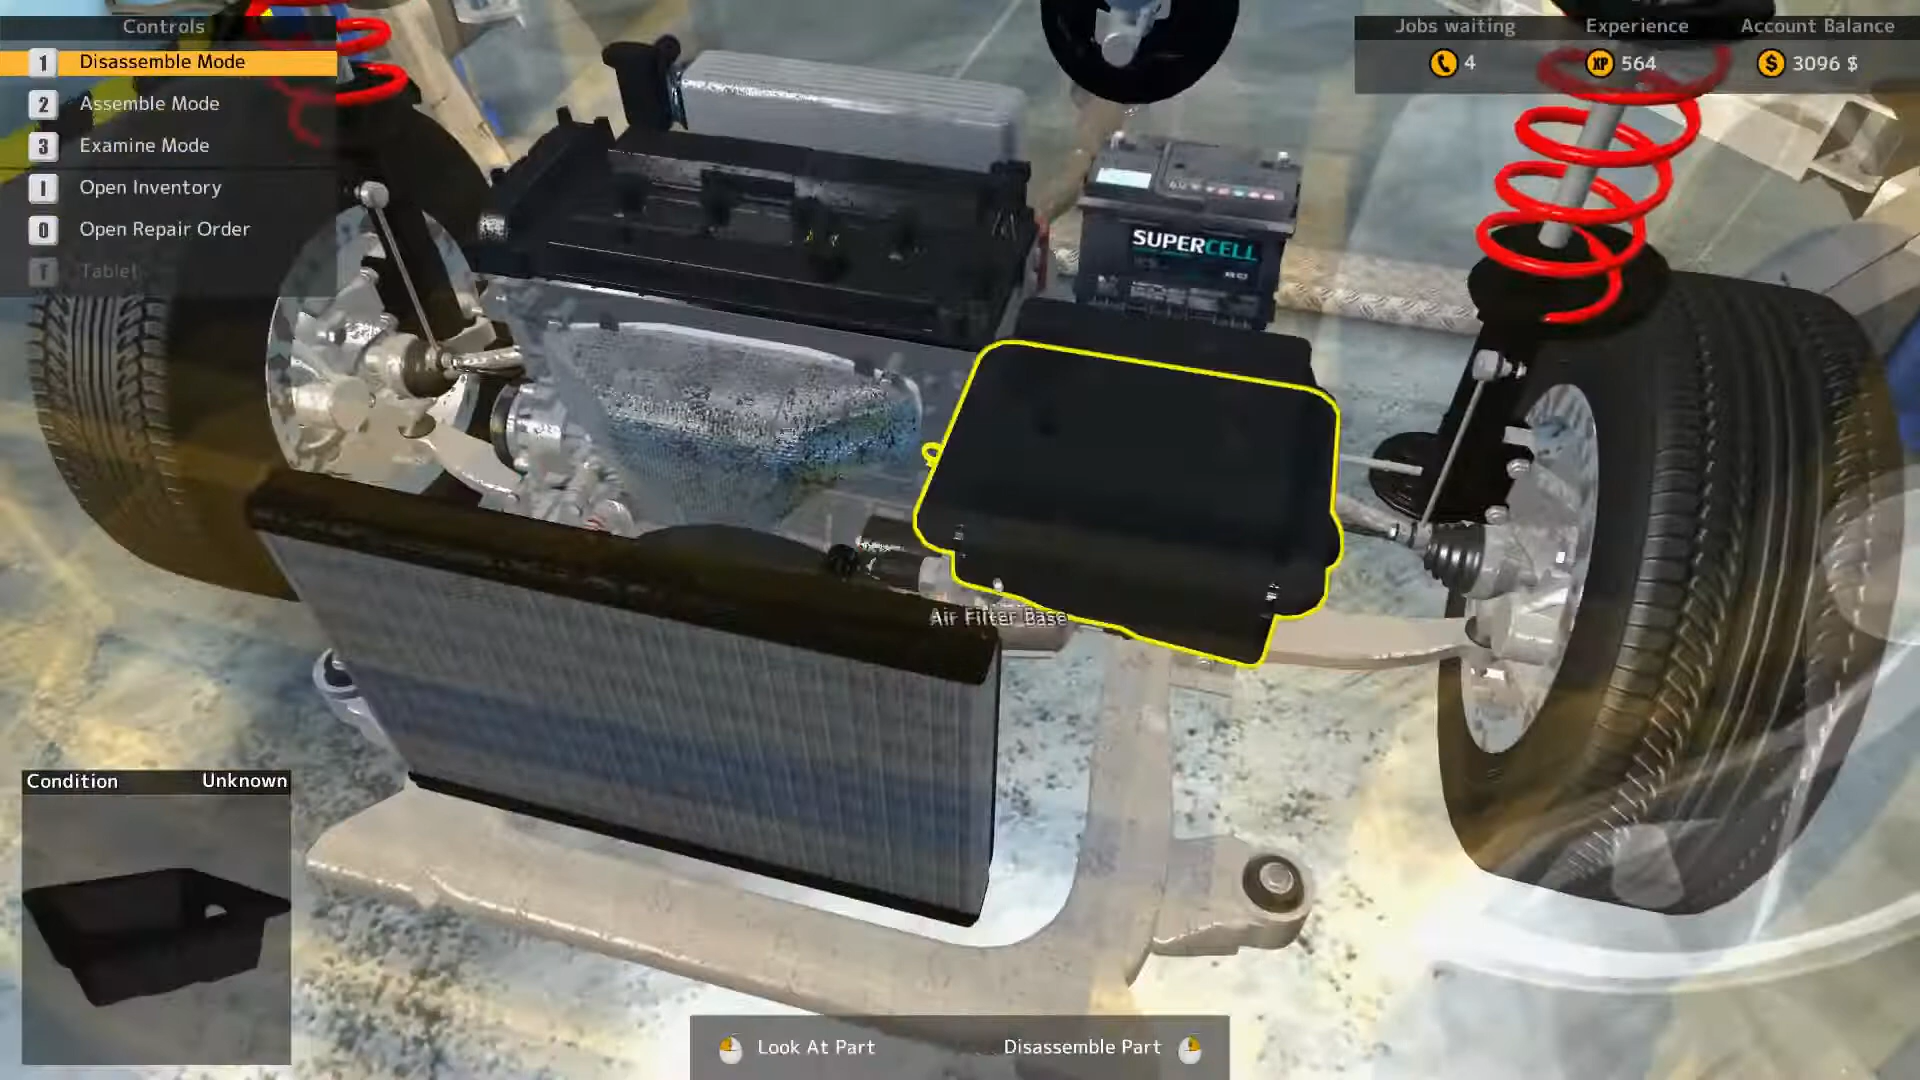 Controls
1 Disassemble Mode
2 Assemble Mode
3 Examine Mode
I Open Inventory
O Open Repair Order
T Tablet
Jobs waiting Experience Account Balance
4 XP 564 $ 3096 $
SUPERCELL
Air Filter Base
Condition Unknown
Look At Part Disassemble Part